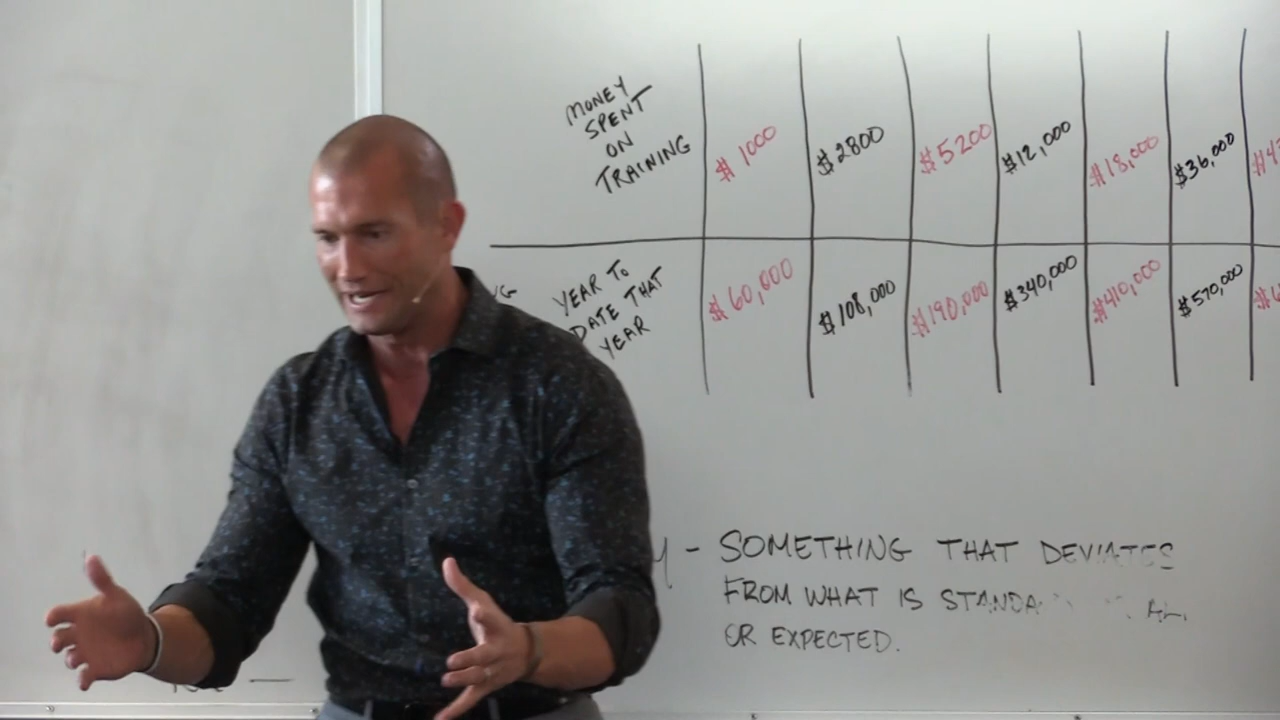 MONEY
SPENT
ON
TRAINING
$1000
$2800
$5200
$12,000
$18,000
$36,000
YEAR TO
DATE THAT
YEAR
$60,000
$108,000
$190,000
$340,000
$410,000
$570,000
- SOMETHING THAT DEVIATES
FROM WHAT IS
OR EXPECTED.